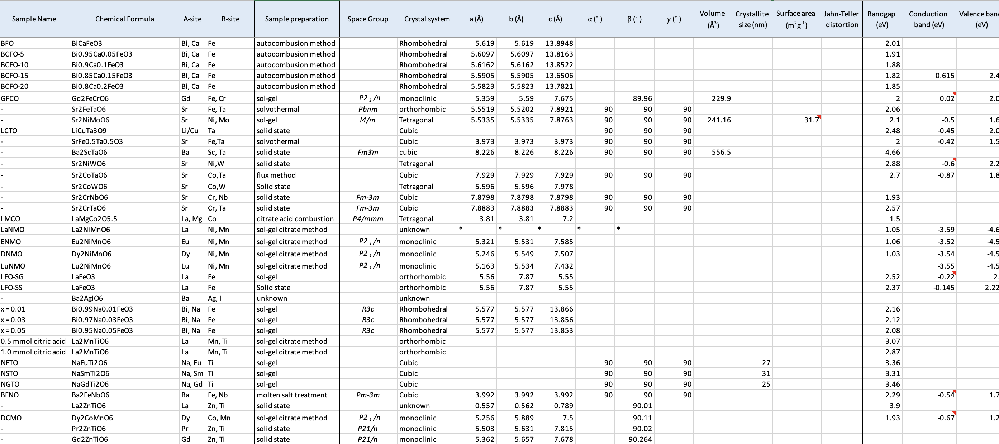 Sample Name Chemical Formula A-site B-site Sample preparation Space Group Crystal system a (Å) b (Å) c (Å) α (°) β (°) γ (°) Volume (Å³) Crystallite size (nm) Surface area (m²g⁻¹) Jahn-Teller distortion Bandgap (eV) Conduction band (eV) Valence ban (eV)
BFO BiCaFeO3 Bi, Ca Fe autocombusion method Rhombohedral 5.619 5.619 13.8948 2.01
BCFO-5 Bi0.95Ca0.05FeO3 Bi, Ca Fe autocombusion method Rhombohedral 5.6097 5.6097 13.8163 1.91
BCFO-10 Bi0.9Ca0.1FeO3 Bi, Ca Fe autocombusion method Rhombohedral 5.6162 5.6162 13.8522 1.88
BCFO-15 Bi0.85Ca0.15FeO3 Bi, Ca Fe autocombusion method Rhombohedral 5.5905 5.5905 13.6506 1.82 0.615 2.4
BCFO-20 Bi0.8Ca0.2FeO3 Bi, Ca Fe autocombusion method Rhombohedral 5.5823 5.5823 13.7821 1.85
GFCO Gd2FeCrO6 Gd Fe, Cr sol-gel P2₁/n monoclinic 5.359 5.59 7.675 89.96 229.9 2 0.02 2.0
- Sr2FeTaO6 Sr Fe, Ta solvothermal Pbnm orthorhombic 5.5519 5.5202 7.8921 90 90 90 2.06
- Sr2NiMoO6 Sr Ni, Mo sol-gel I4/m Tetragonal 5.5335 5.5335 7.8763 90 90 90 241.16 31.7 2.1 -0.5 1.6
LCTO LiCuTa3O9 Li/Cu Ta solid state Cubic 90 90 90 2.48 -0.45 2.0
- SrFe0.5Ta0.5O3 Sr Fe,Ta solvothermal Cubic 3.973 3.973 3.973 90 90 90 2 -0.42 1.5
- Ba2ScTaO6 Ba Sc, Ta solid state Fm3̅m cubic 8.226 8.226 8.226 90 90 90 556.5 4.66
- Sr2NiWO6 Sr Ni,W solid state Tetragonal 2.88 -0.6 2.2
- Sr2CoTaO6 Sr Co,Ta flux method Cubic 7.929 7.929 7.929 90 90 90 2.7 -0.87 1.8
- Sr2CoWO6 Sr Co,W Solid state Tetragonal 5.596 5.596 7.978
- Sr2CrNbO6 Sr Cr, Nb solid state Fm-3m Cubic 7.8798 7.8798 7.8798 90 90 90 1.93
- Sr2CrTaO6 Sr Cr, Ta solid state Fm-3m Cubic 7.8883 7.8883 7.8883 90 90 90 2.57
LMCO LaMgCo2O5.5 La, Mg Co citrate acid combustion P4/mmm Tetragonal 3.81 3.81 7.2 1.5
LaNMO La2NiMnO6 La Ni, Mn sol-gel citrate method unknown * * * * * 1.05 -3.59 -4.6
ENMO Eu2NiMnO6 Eu Ni, Mn sol-gel citrate method P2₁/n monoclinic 5.321 5.531 7.585 1.06 -3.52 -4.5
DNMO Dy2NiMnO6 Dy Ni, Mn sol-gel citrate method P2₁/n monoclinic 5.246 5.549 7.507 1.03 -3.54 -4.5
LuNMO Lu2NiMnO6 Lu Ni, Mn sol-gel citrate method P2₁/n monoclinic 5.163 5.534 7.432 -3.55 -4.5
LFO-SG LaFeO3 La Fe sol-gel orthorhombic 5.56 7.87 5.55 2.52 -0.22 2.
LFO-SS LaFeO3 La Fe Solid state orthorhombic 5.56 7.87 5.55 2.37 -0.145 2.22
- Ba2AgIO6 Ba Ag, I unknown unknown
x = 0.01 Bi0.99Na0.01FeO3 Bi, Na Fe sol-gel R3c Rhombohedral 5.577 5.577 13.866 2.16
x = 0.03 Bi0.97Na0.03FeO3 Bi, Na Fe sol-gel R3c Rhombohedral 5.577 5.577 13.856 2.12
x = 0.05 Bi0.95Na0.05FeO3 Bi, Na Fe sol-gel R3c Rhombohedral 5.577 5.577 13.853 2.08
0.5 mmol citric acid La2MnTiO6 La Mn, Ti sol-gel citrate method orthorhombic 3.07
1.0 mmol citric acid La2MnTiO6 La Mn, Ti sol-gel citrate method orthorhombic 2.87
NETO NaEuTi2O6 Na, Eu Ti sol-gel Cubic 90 90 90 27 3.36
NSTO NaSmTi2O6 Na, Sm Ti sol-gel Cubic 90 90 90 31 3.31
NGTO NaGdTi2O6 Na, Gd Ti sol-gel Cubic 90 90 90 25 3.46
BFNO Ba2FeNbO6 Ba Fe, Nb molten salt treatment Pm-3m Cubic 3.992 3.992 3.992 90 90 90 2.29 -0.54 1.7
- La2ZnTiO6 La Zn, Ti solid state unknown 0.557 0.562 0.789 90.01 3.9
DCMO Dy2CoMnO6 Dy Co, Mn sol-gel citrate method P2₁/n monoclinic 5.256 5.889 7.5 90.11 1.93 -0.67 1.2
- Pr2ZnTiO6 Pr Zn, Ti solid state P21/n monoclinic 5.503 5.631 7.815 90.02
- Gd2ZnTiO6 Gd Zn, Ti solid state P21/n monoclinic 5.362 5.657 7.678 90.264